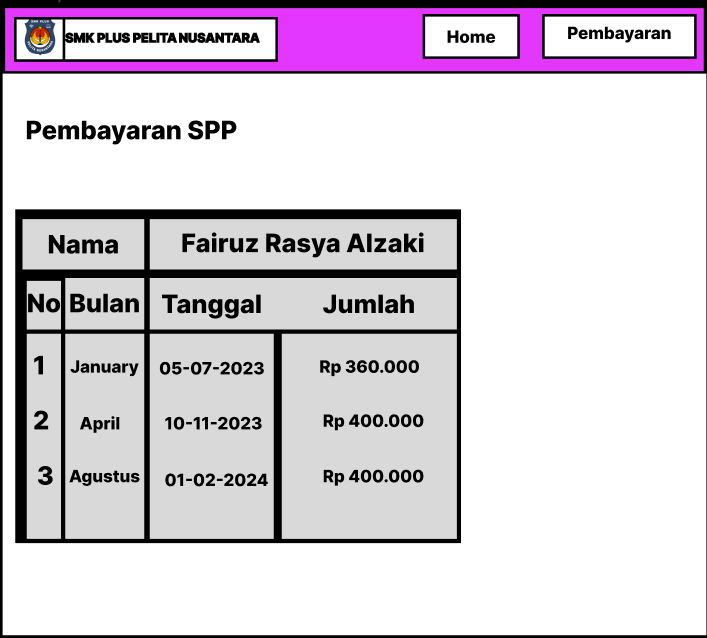 SMK PLUS PELITA NUSANTARA Home Pembayaran
Pembayaran SPP
Nama Fairuz Rasya Alzaki
No Bulan Tanggal Jumlah
1 January 05-07-2023 Rp 360.000
2 April 10-11-2023 Rp 400.000
3 Agustus 01-02-2024 Rp 400.000